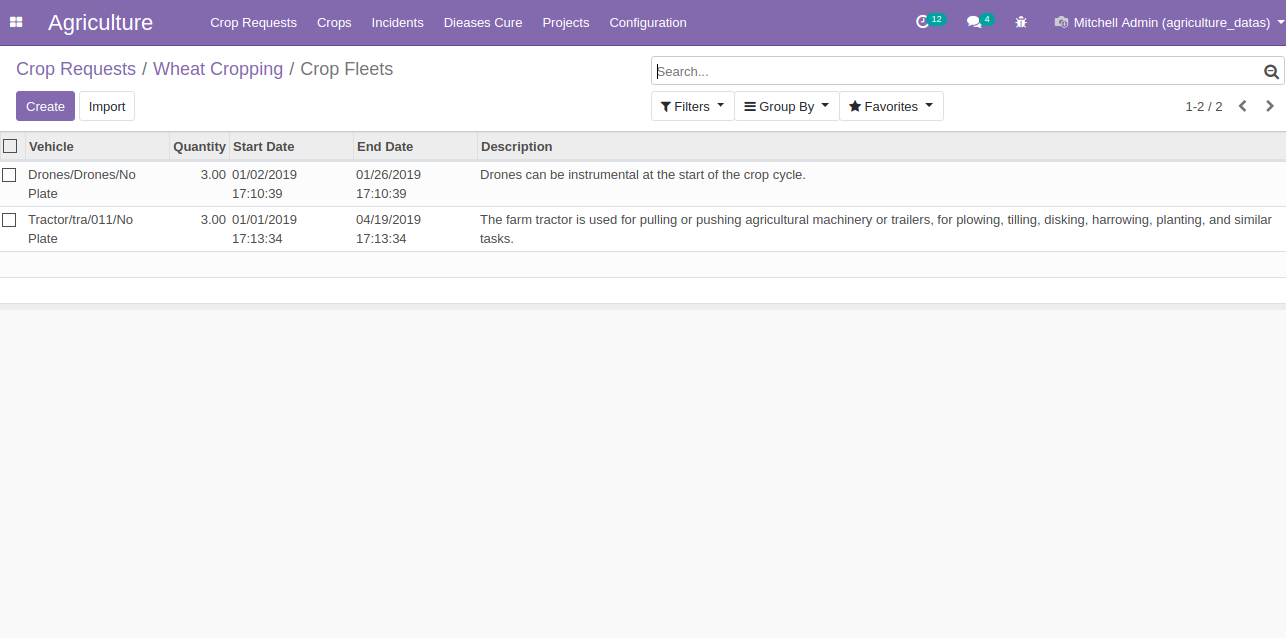 Agriculture Crop Requests Crops Incidents Dieases Cure Projects Configuration 12 4 Mitchell Admin (agriculture_datas)
Crop Requests / Wheat Cropping / Crop Fleets
Search...
Create Import Filters Group By Favorites 1-2 / 2
Vehicle Quantity Start Date End Date Description
Drones/Drones/No 3.00 01/02/2019 01/26/2019 Drones can be instrumental at the start of the crop cycle.
Plate 17:10:39 17:10:39
Tractor/tra/011/No 3.00 01/01/2019 04/19/2019 The farm tractor is used for pulling or pushing agricultural machinery or trailers, for plowing, tilling, disking, harrowing, planting, and similar
Plate 17:13:34 17:13:34 tasks.